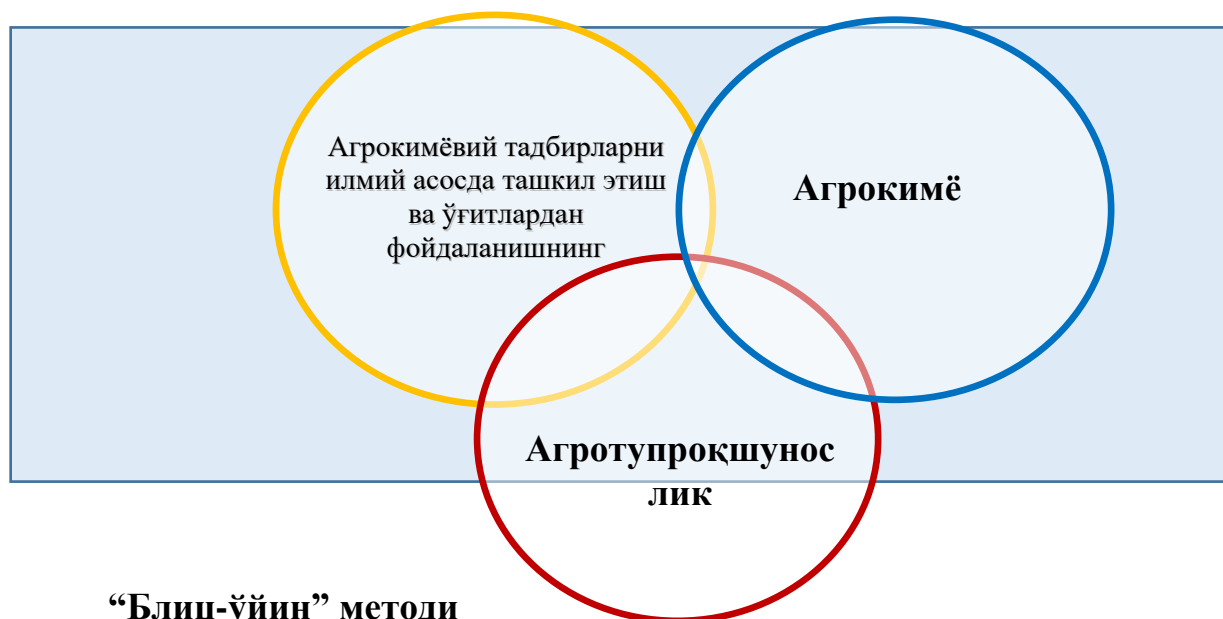 Агрокимёвий тадбирларни
илмий асосда ташкил этиш
ва ўғитлардан
фойдаланишнинг
Агрокимё
Агротупроқшунос
лик
“Блиц-ўйин” методи